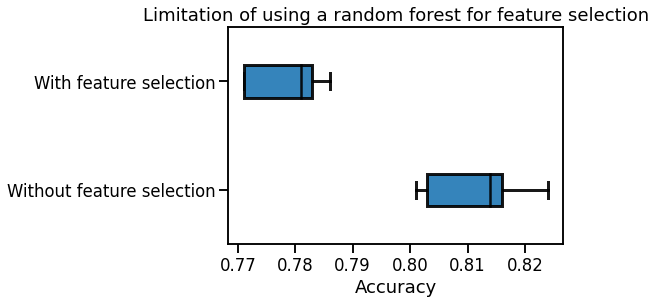 Limitation of using a random forest for feature selection
With feature selection
Without feature selection
0.77 0.78 0.79 0.80 0.81 0.82
Accuracy